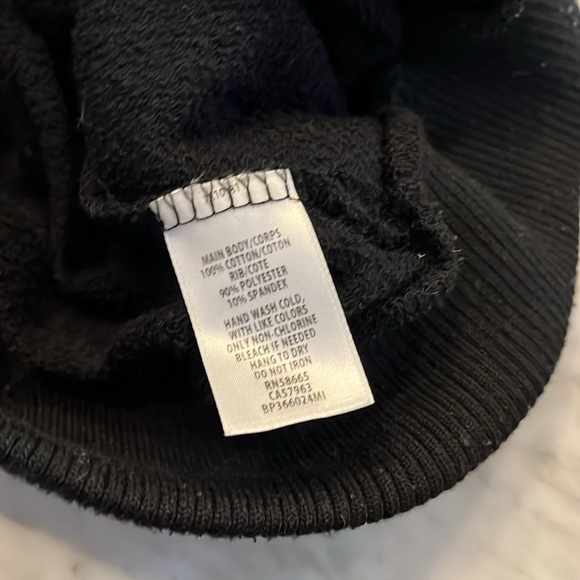 MAIN BODY/CORPS
100% COTTON/COTON
RIB/COTE
90% POLYESTER
10% SPANDEX
HAND WASH COLD,
WITH LIKE COLORS
ONLY NON-CHLORINE
BLEACH IF NEEDED
HANG TO DRY
DO NOT IRON
RN58665
CA57963
BP366024MI